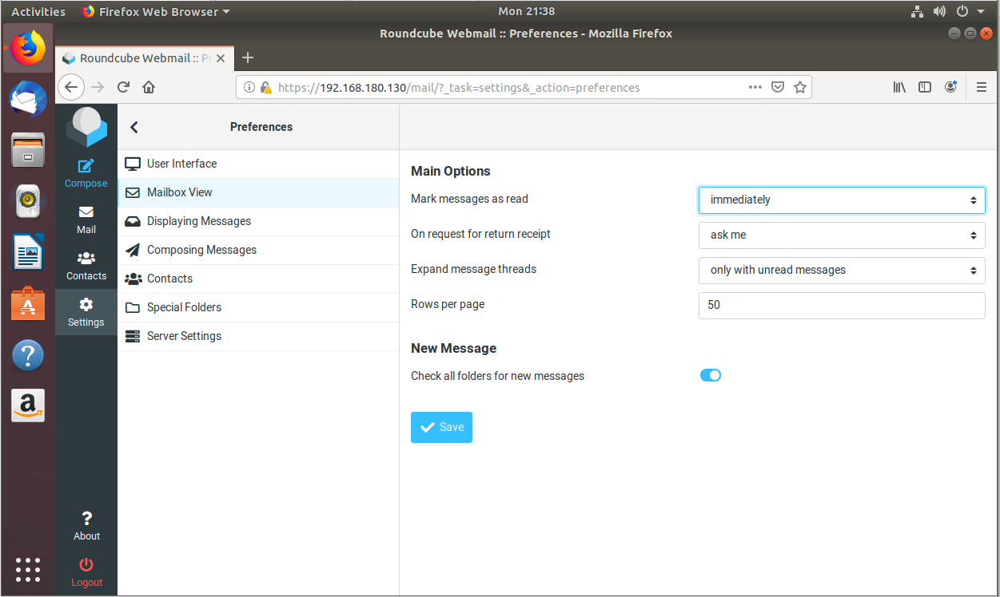 Activities Firefox Web Browser Mon 21:38
Roundcube Webmail :: Preferences - Mozilla Firefox
Roundcube Webmail :: P
https://192.168.180.130/mail/?_task=settings&_action=preferences
Compose
Mail
Contacts
Settings
About
Logout
Preferences
User Interface
Mailbox View
Displaying Messages
Composing Messages
Contacts
Special Folders
Server Settings
Main Options
Mark messages as read immediately
On request for return receipt ask me
Expand message threads only with unread messages
Rows per page 50
New Message
Check all folders for new messages
Save